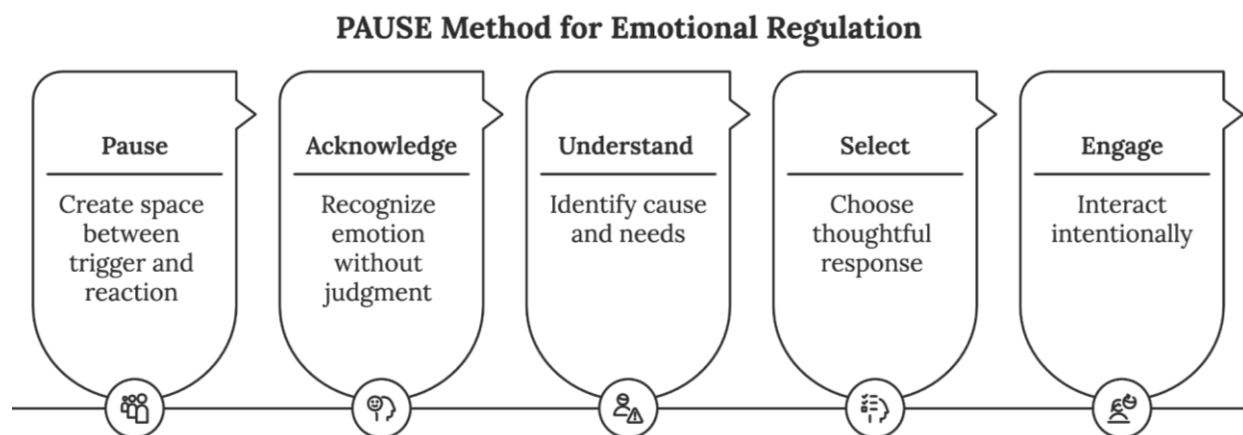 PAUSE Method for Emotional Regulation
Pause
Create space
between
trigger and
reaction
Acknowledge
Recognize
emotion
without
judgment
Understand
Identify cause
and needs
Select
Choose
thoughtful
response
Engage
Interact
intentionally